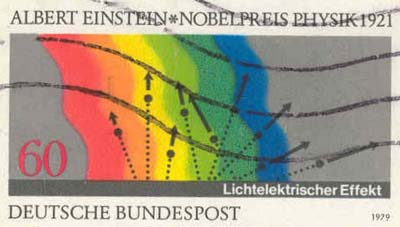 ALBERT EINSTEIN*NOBELPREIS PHYSIK 1921
60
Lichtelektrischer Effekt
DEUTSCHE BUNDESPOST 1979